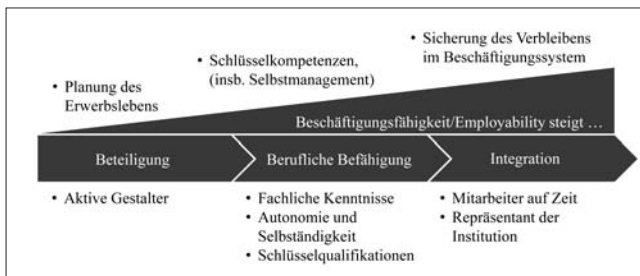 • Sicherung des Verbleibens
im Beschäftigungssystem
• Schlüsselkompetenzen,
(insb. Selbstmanagement)
• Planung des
Erwerbslebens
Beschäftigungsfähigkeit/Employability steigt …
Beteiligung
Berufliche Befähigung
Integration
• Aktive Gestalter
• Fachliche Kenntnisse
• Autonomie und
Selbständigkeit
• Schlüsselqualifikationen
• Mitarbeiter auf Zeit
• Repräsentant der
Institution